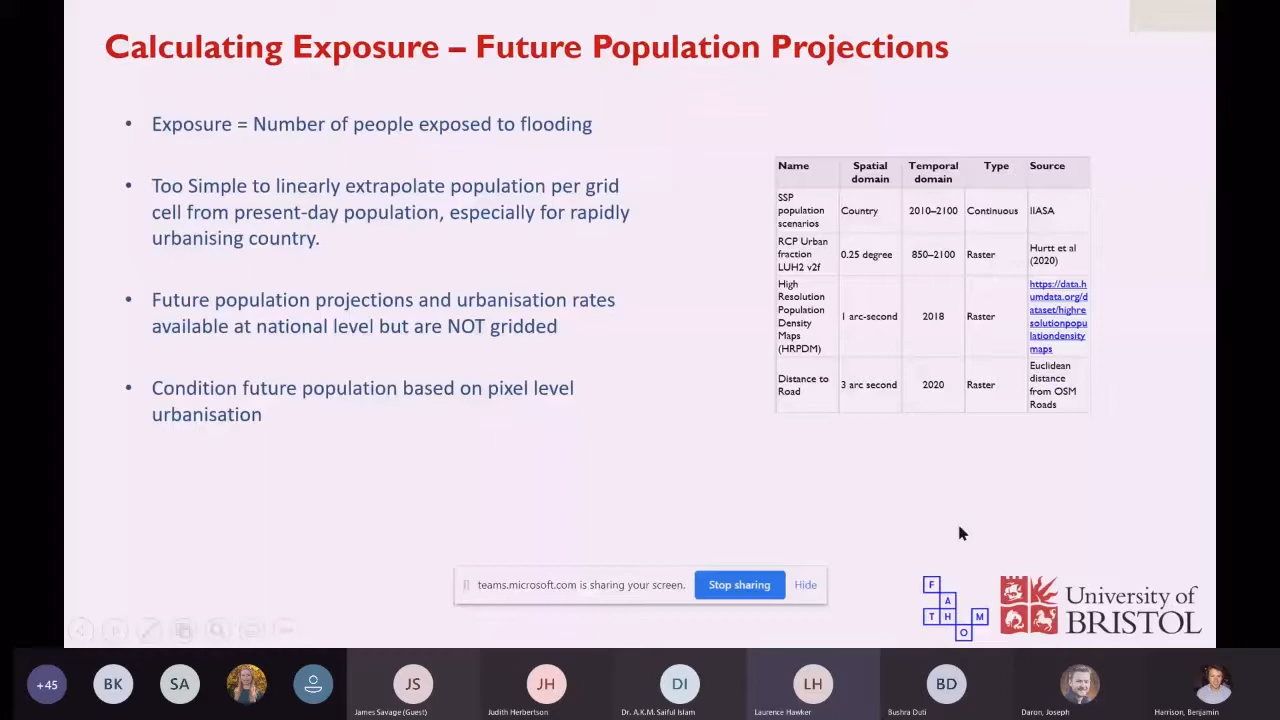 Calculating Exposure – Future Population Projections
• Exposure = Number of people exposed to flooding
• Too Simple to linearly extrapolate population per grid
cell from present-day population, especially for rapidly
urbanising country.
• Future population projections and urbanisation rates
available at national level but are NOT gridded
• Condition future population based on pixel level
urbanisation
Name Spatial domain Temporal domain Type Source
SSP population scenarios Country 2010–2100 Continuous IIASA
RCP Urban fraction LUH2 v2f 0.25 degree 850–2100 Raster Hurtt et al (2020)
High Resolution Population Density Maps (HRPDM) 1 arc-second 2018 Raster https://data.humdata.org/dataset/highresolutionpopulationdensitymaps
Distance to Road 3 arc second 2020 Raster Euclidean distance from OSM Roads
teams.microsoft.com is sharing your screen. Stop sharing Hide
F
A
T H M
O
University of
BRISTOL
+45 BK SA JS JH DI LH BD
James Savage (Guest) Judith Herbertson Dr. A.K.M. Saiful Islam Laurence Hawker Bushra Duti Daron, Joseph Harrison, Benjamin